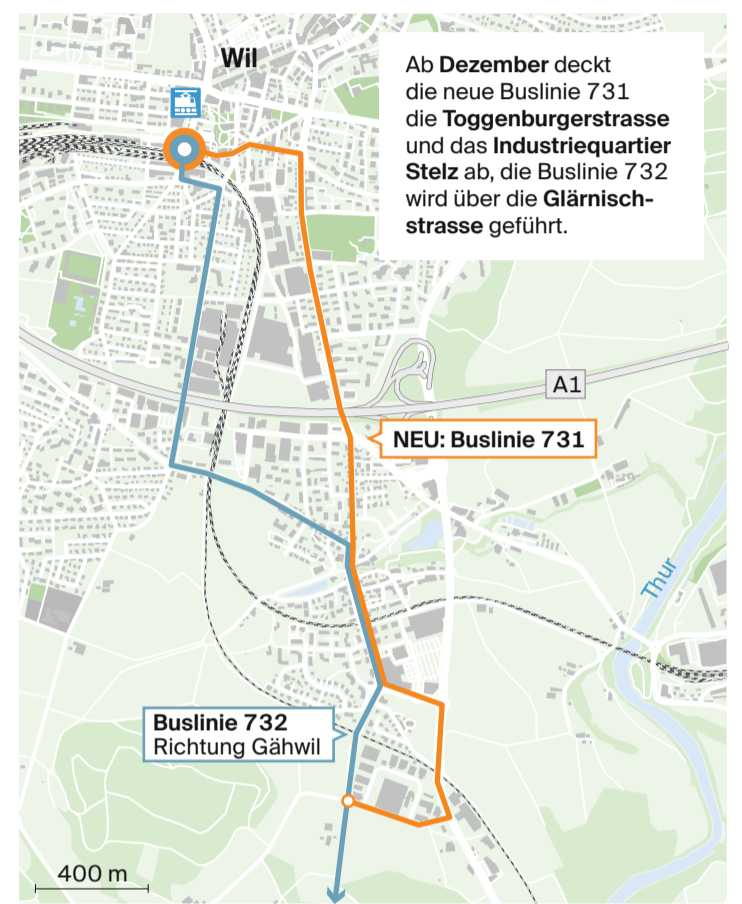 Wil
Ab Dezember deckt
die neue Buslinie 731
die Toggenburgerstrasse
und das Industriequartier
Stelz ab, die Buslinie 732
wird über die Glärnisch-
strasse geführt.
A1
NEU: Buslinie 731
Thur
Buslinie 732
Richtung Gähwil
400 m